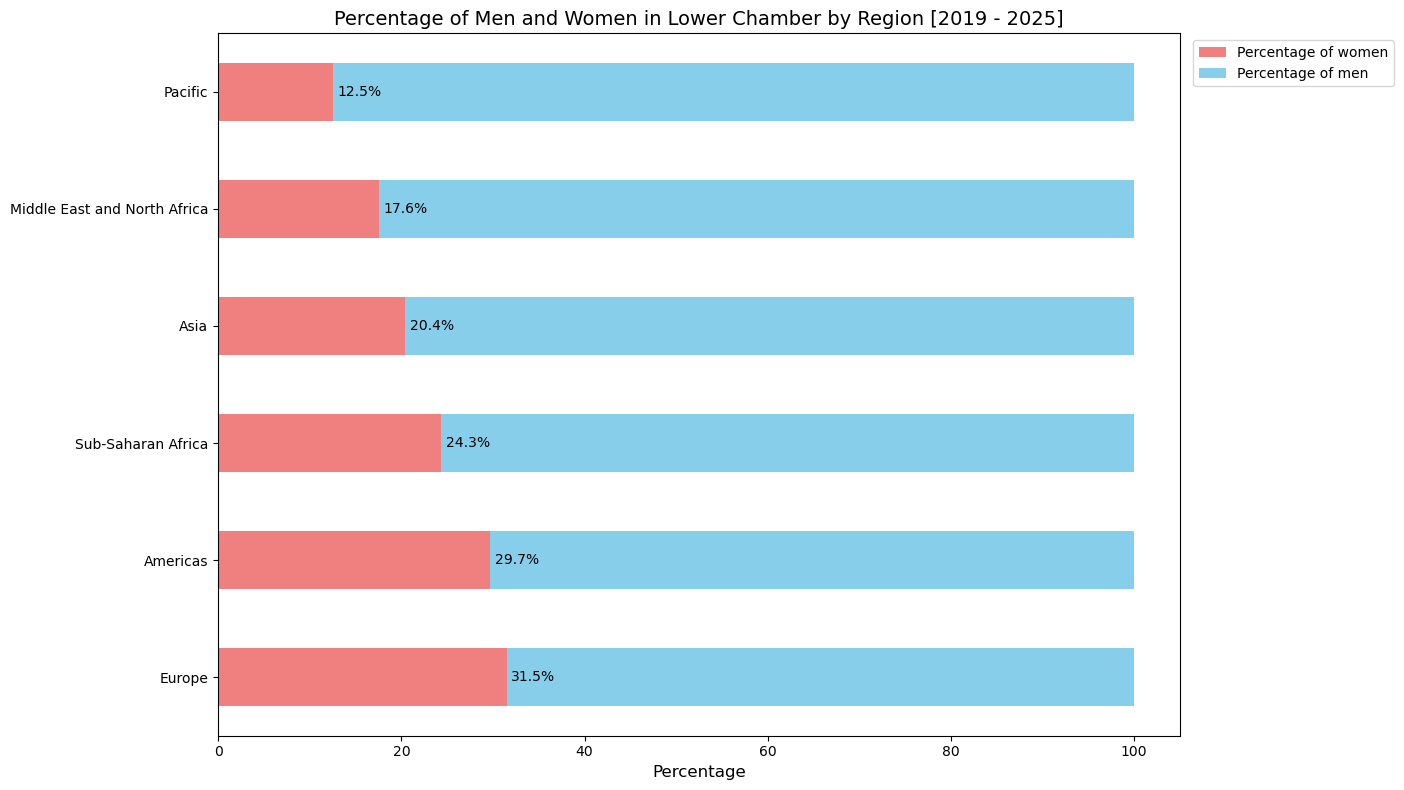 Percentage of Men and Women in Lower Chamber by Region [2019 - 2025]
Percentage of women
Percentage of men
Pacific
12.5%
Middle East and North Africa
17.6%
Asia
20.4%
Sub-Saharan Africa
24.3%
Americas
29.7%
Europe
31.5%
0 20 40 60 80 100
Percentage